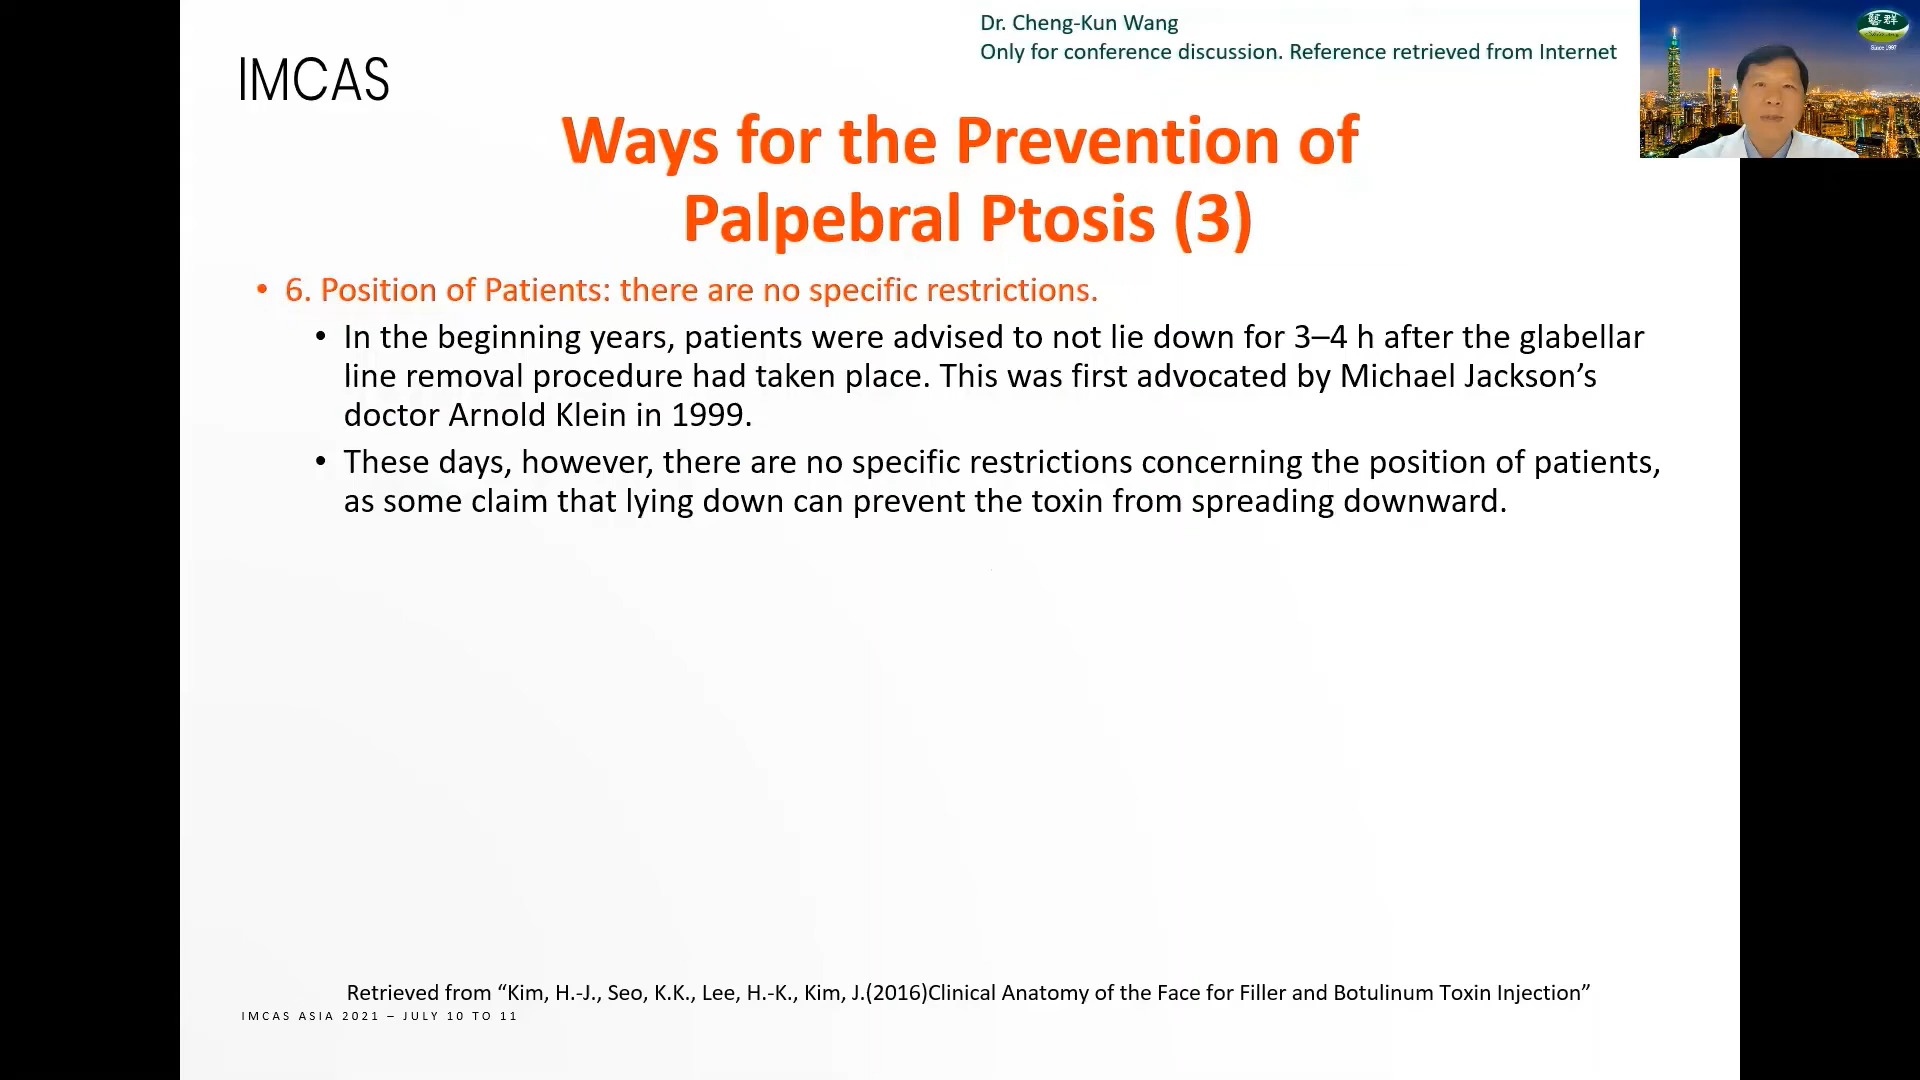 Dr. Cheng-Kun Wang
Only for conference discussion. Reference retrieved from Internet
藝群
Since 1997
IMCAS
Ways for the Prevention of
Palpebral Ptosis (3)
• 6. Position of Patients: there are no specific restrictions.
• In the beginning years, patients were advised to not lie down for 3–4 h after the glabellar
line removal procedure had taken place. This was first advocated by Michael Jackson’s
doctor Arnold Klein in 1999.
• These days, however, there are no specific restrictions concerning the position of patients,
as some claim that lying down can prevent the toxin from spreading downward.
Retrieved from “Kim, H.-J., Seo, K.K., Lee, H.-K., Kim, J.(2016)Clinical Anatomy of the Face for Filler and Botulinum Toxin Injection”
IMCAS ASIA 2021 – JULY 10 TO 11